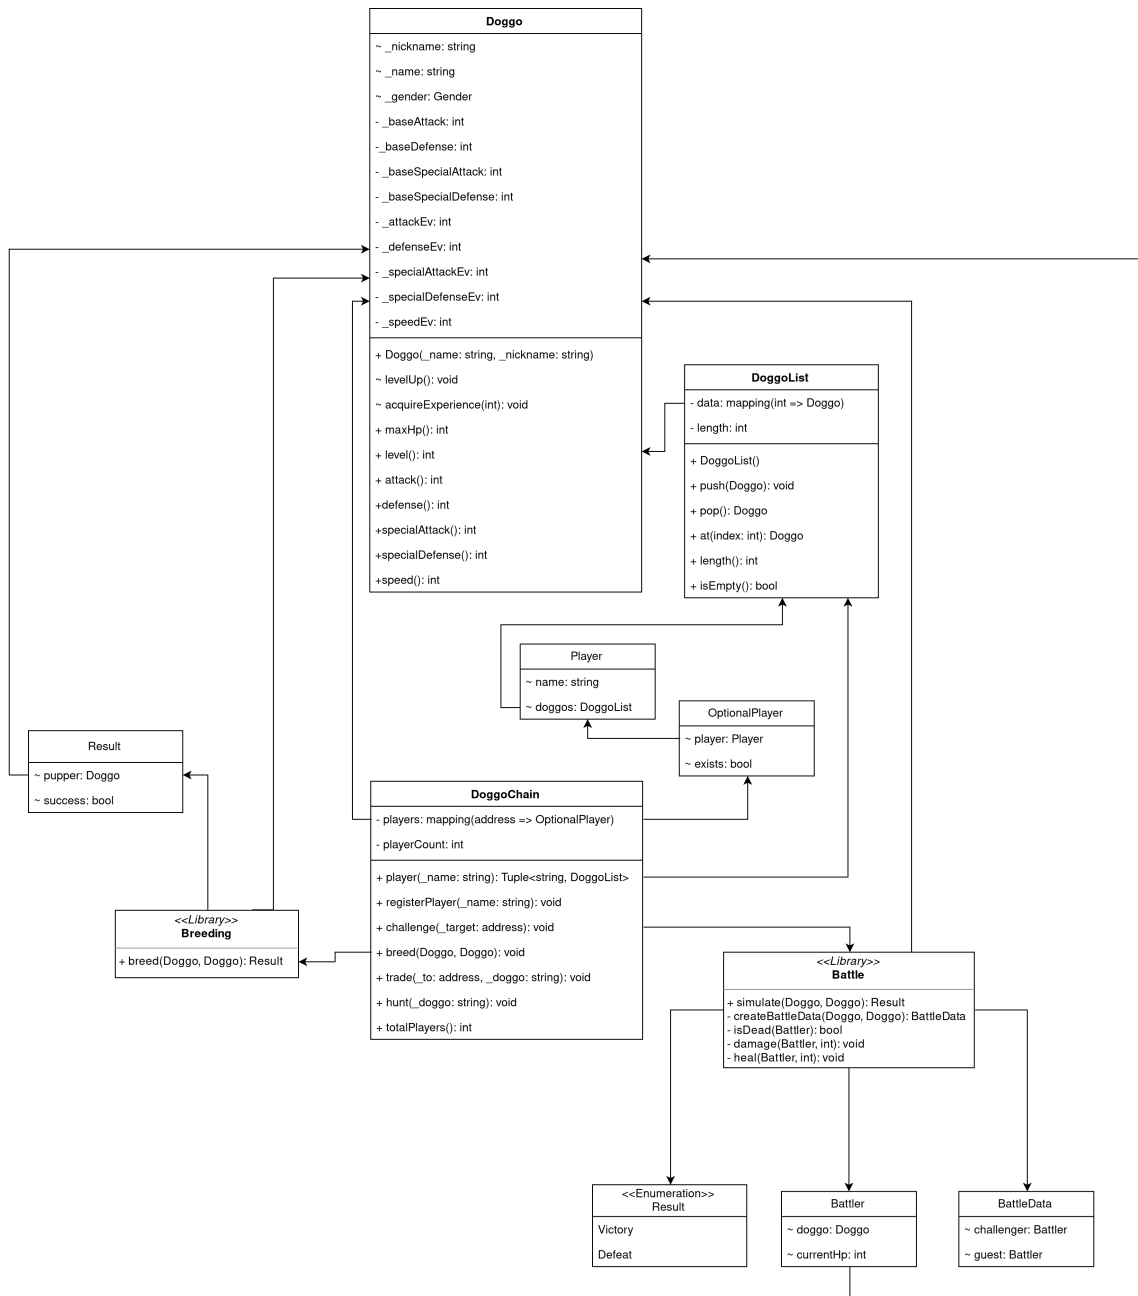 Doggo
~ _nickname: string
~ _name: string
~ _gender: Gender
- _baseAttack: int
-_baseDefense: int
- _baseSpecialAttack: int
- _baseSpecialDefense: int
- _attackEv: int
- _defenseEv: int
- _specialAttackEv: int
- _specialDefenseEv: int
- _speedEv: int
+ Doggo(_name: string, _nickname: string)
~ levelUp(): void
~ acquireExperience(int): void
+ maxHp(): int
+ level(): int
+ attack(): int
+defense(): int
+specialAttack(): int
+specialDefense(): int
+speed(): int
DoggoList
- data: mapping(int => Doggo)
- length: int
+ DoggoList()
+ push(Doggo): void
+ pop(): Doggo
+ at(index: int): Doggo
+ length(): int
+ isEmpty(): bool
Player
~ name: string
~ doggos: DoggoList
OptionalPlayer
~ player: Player
~ exists: bool
Result
~ pupper: Doggo
~ success: bool
DoggoChain
- players: mapping(address => OptionalPlayer)
- playerCount: int
+ player(_name: string): Tuple<string, DoggoList>
+ registerPlayer(_name: string): void
+ challenge(_target: address): void
+ breed(Doggo, Doggo): void
+ trade(_to: address, _doggo: string): void
+ hunt(_doggo: string): void
+ totalPlayers(): int
<<Library>>
Breeding
+ breed(Doggo, Doggo): Result
<<Library>>
Battle
+ simulate(Doggo, Doggo): Result
- createBattleData(Doggo, Doggo): BattleData
- isDead(Battler): bool
- damage(Battler, int): void
- heal(Battler, int): void
<<Enumeration>>
Result
Victory
Defeat
Battler
~ doggo: Doggo
~ currentHp: int
BattleData
~ challenger: Battler
~ guest: Battler